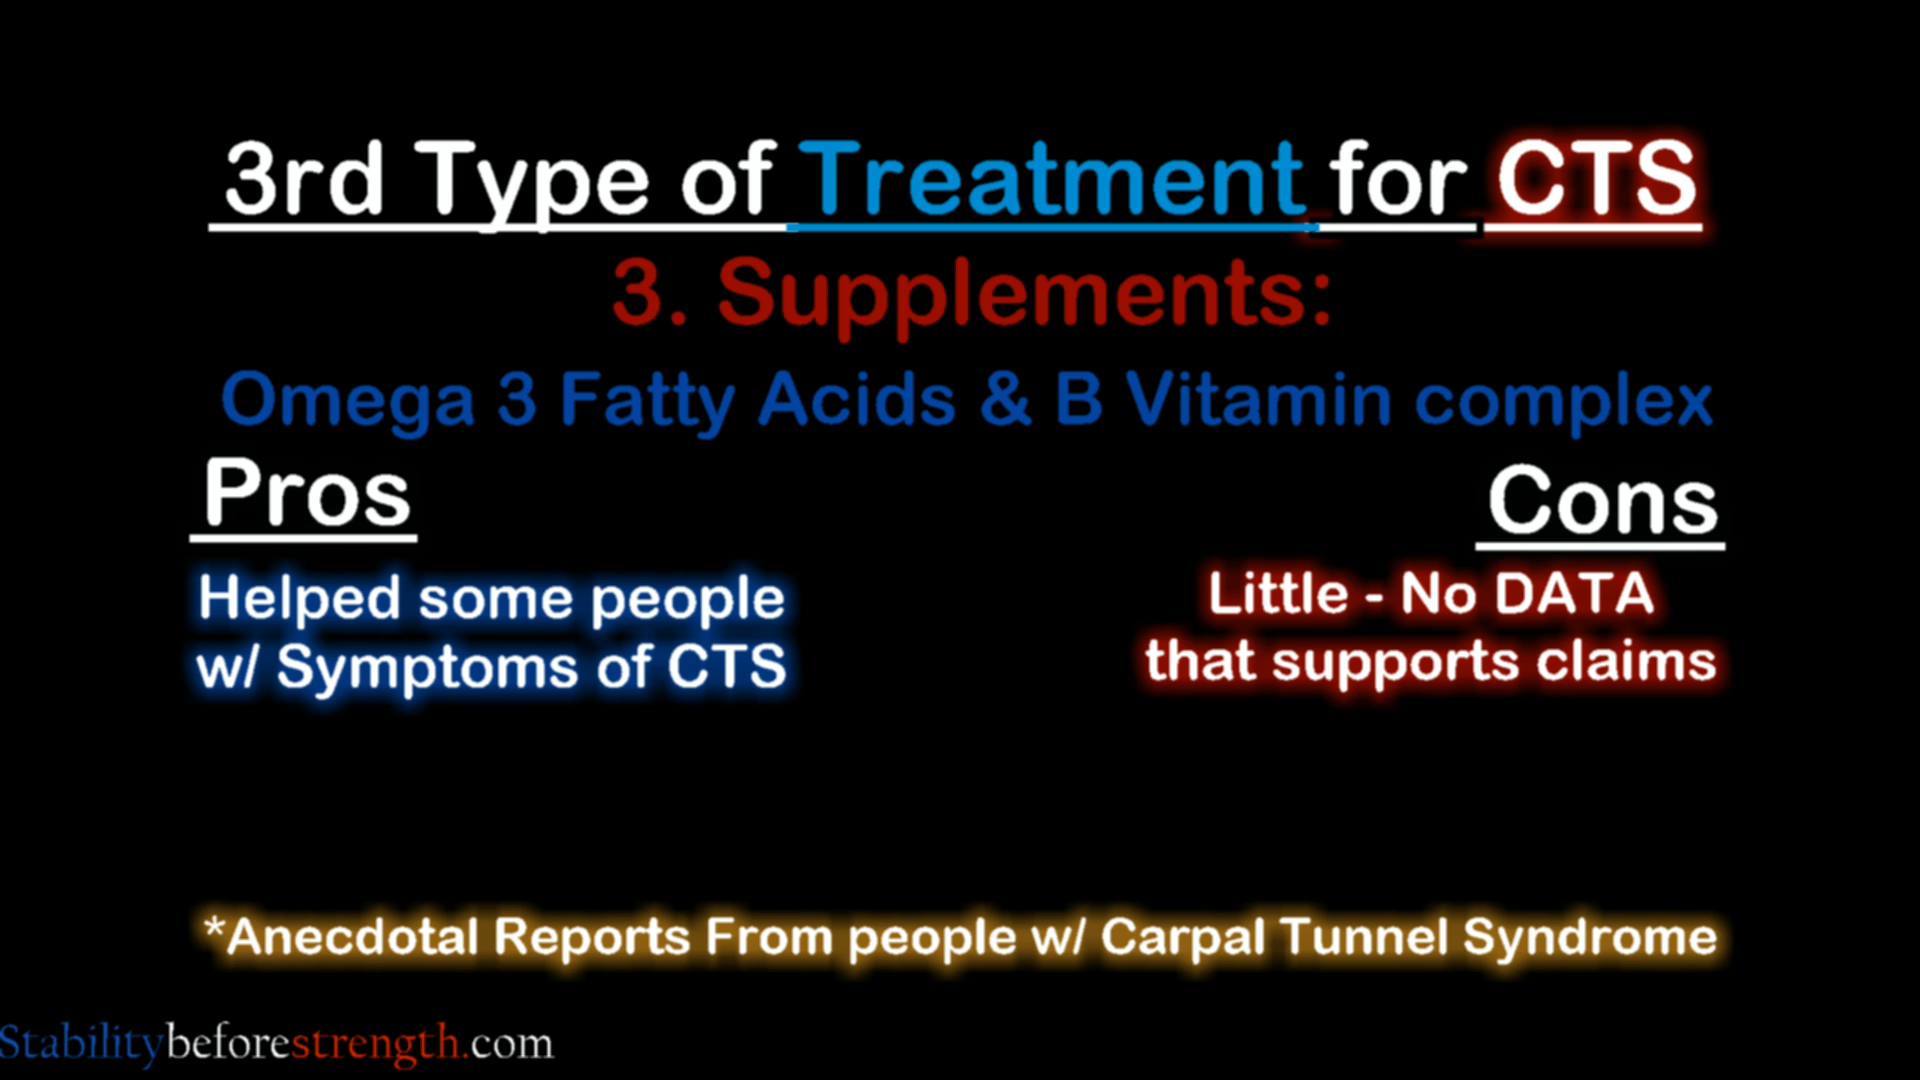 3rd Type of Treatment for CTS
3. Supplements:
Omega 3 Fatty Acids & B Vitamin complex
Pros
Cons
Helped some people
w/ Symptoms of CTS
Little - No DATA
that supports claims
*Anecdotal Reports From people w/ Carpal Tunnel Syndrome
Stabilitybeforestrength.com